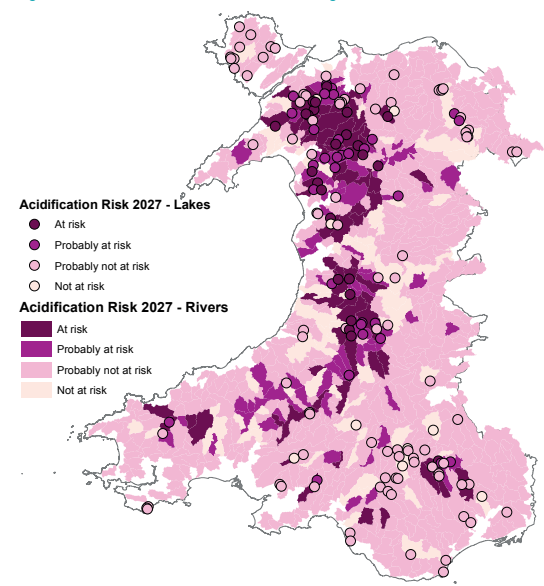 Acidification Risk 2027 - Lakes
At risk
Probably at risk
Probably not at risk
Not at risk
Acidification Risk 2027 - Rivers
At risk
Probably at risk
Probably not at risk
Not at risk